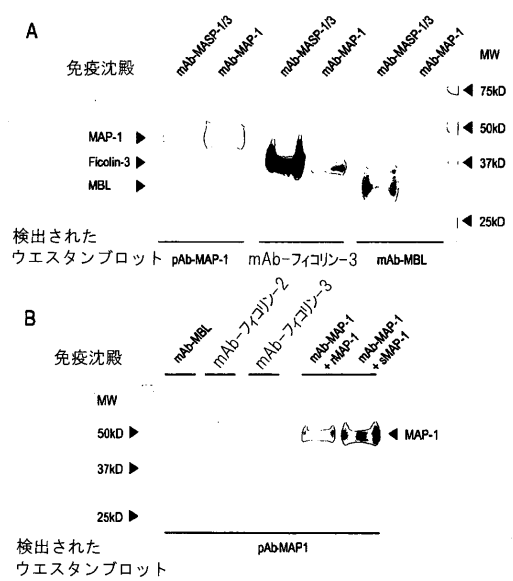 A
免疫沈殿
mAb-MASP-1/3
mAb-MAP-1
mAb-MASP-1/3
mAb-MAP-1
mAb-MASP-1/3
mAb-MAP-1
MW
75kD
50kD
37kD
25kD
MAP-1
Ficolin-3
MBL
検出された
ウエスタンブロット
pAb-MAP-1
mAb-フィコリン-3
mAb-MBL
B
免疫沈殿
mAb-MBL
mAb-フィコリン-2
mAb-フィコリン-3
mAb-MAP-1
+ rMAP-1
mAb-MAP-1
+ sMAP-1
MW
50kD
37kD
25kD
MAP-1
検出された
ウエスタンブロット
pAb-MAP1